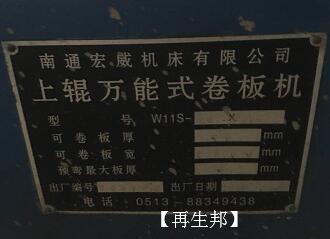 南通宏威机床有限公司
上辊万能式卷板机
型 号 W11S-
可卷板厚 mm
可卷板宽 mm
预弯最大板厚 mm
出厂编号 出厂日期
电话 0513-88349438
【再生邦】